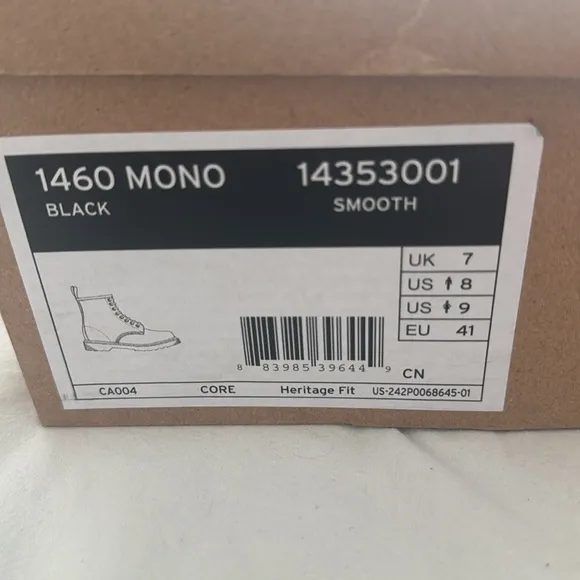 1460 MONO 14353001
BLACK SMOOTH
UK 7
US 8
US 9
EU 41
8 83985 39644 9
CN
CA004 CORE Heritage Fit US-242P0068645-01